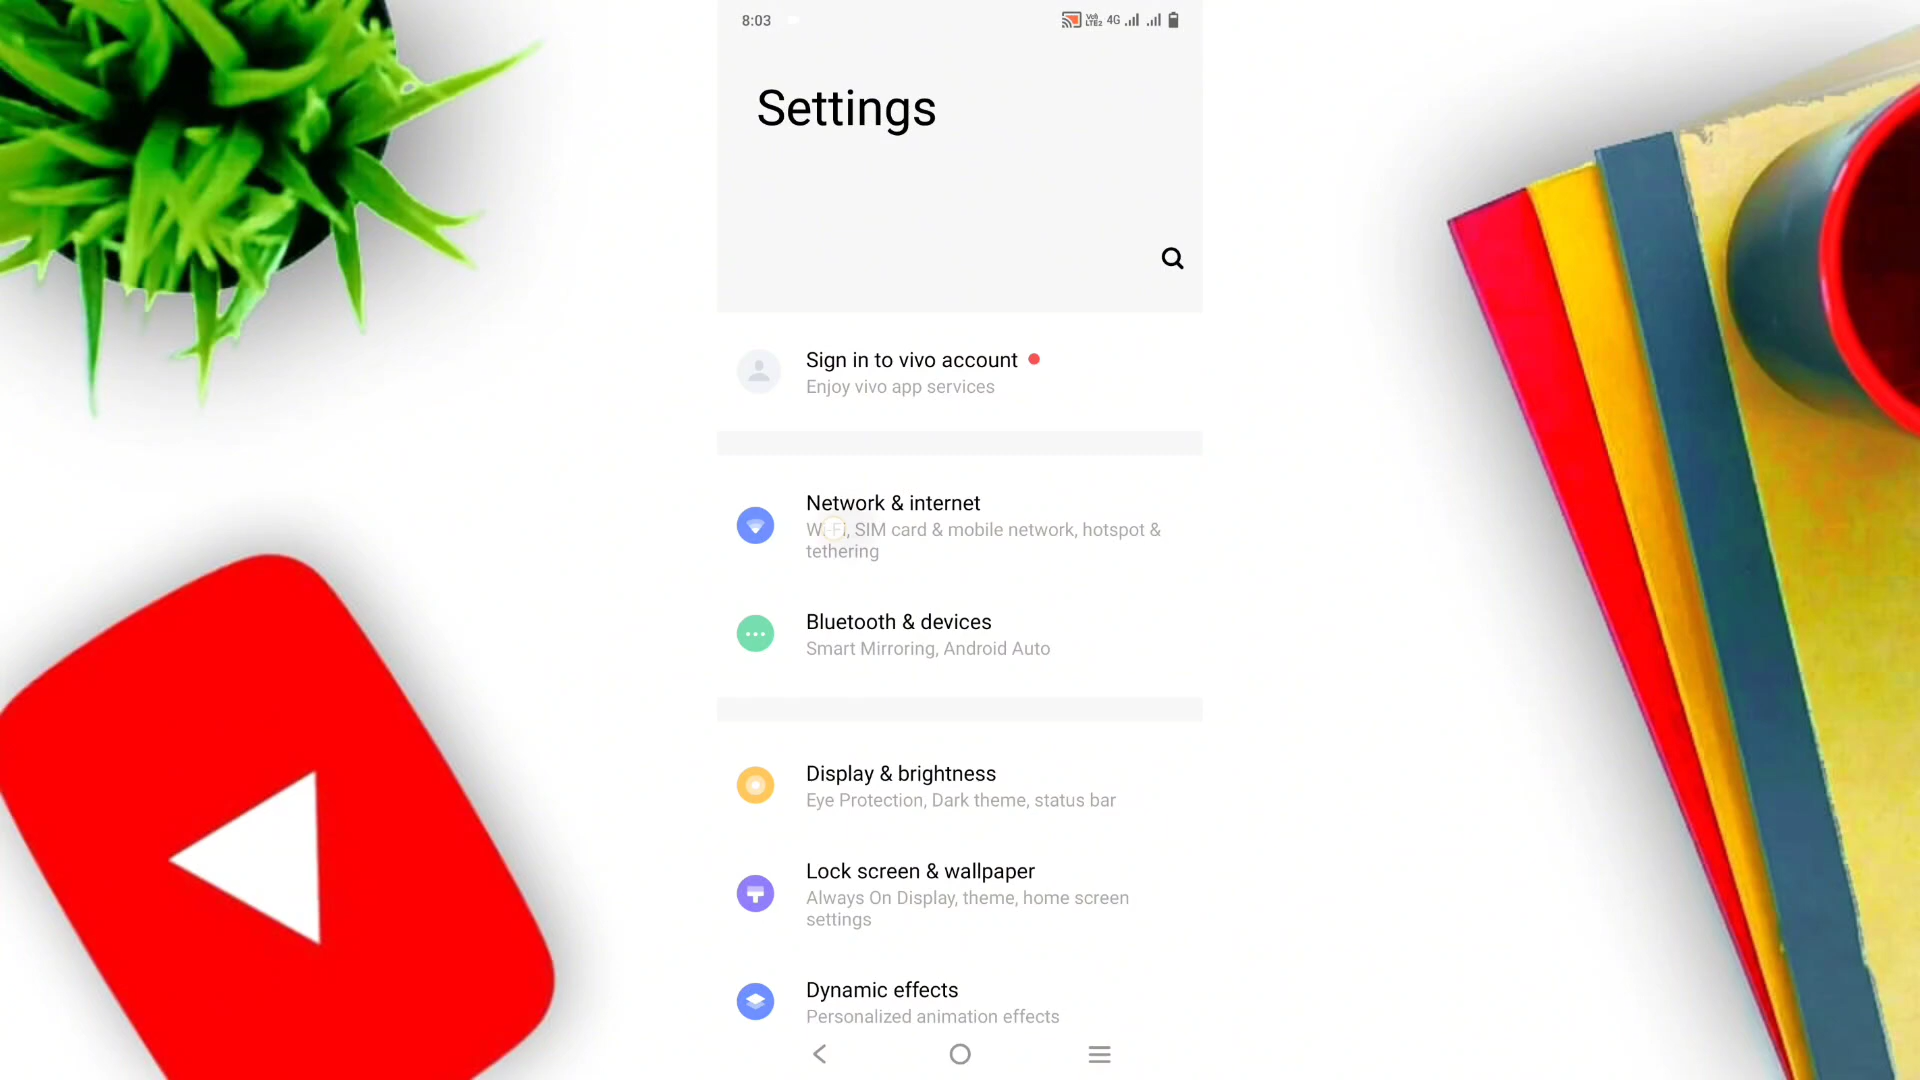 8:03
4G
Settings
Sign in to vivo account
Enjoy vivo app services
Network & internet
Wi-Fi, SIM card & mobile network, hotspot &
tethering
Bluetooth & devices
Smart Mirroring, Android Auto
Display & brightness
Eye Protection, Dark theme, status bar
Lock screen & wallpaper
Always On Display, theme, home screen
settings
Dynamic effects
Personalized animation effects